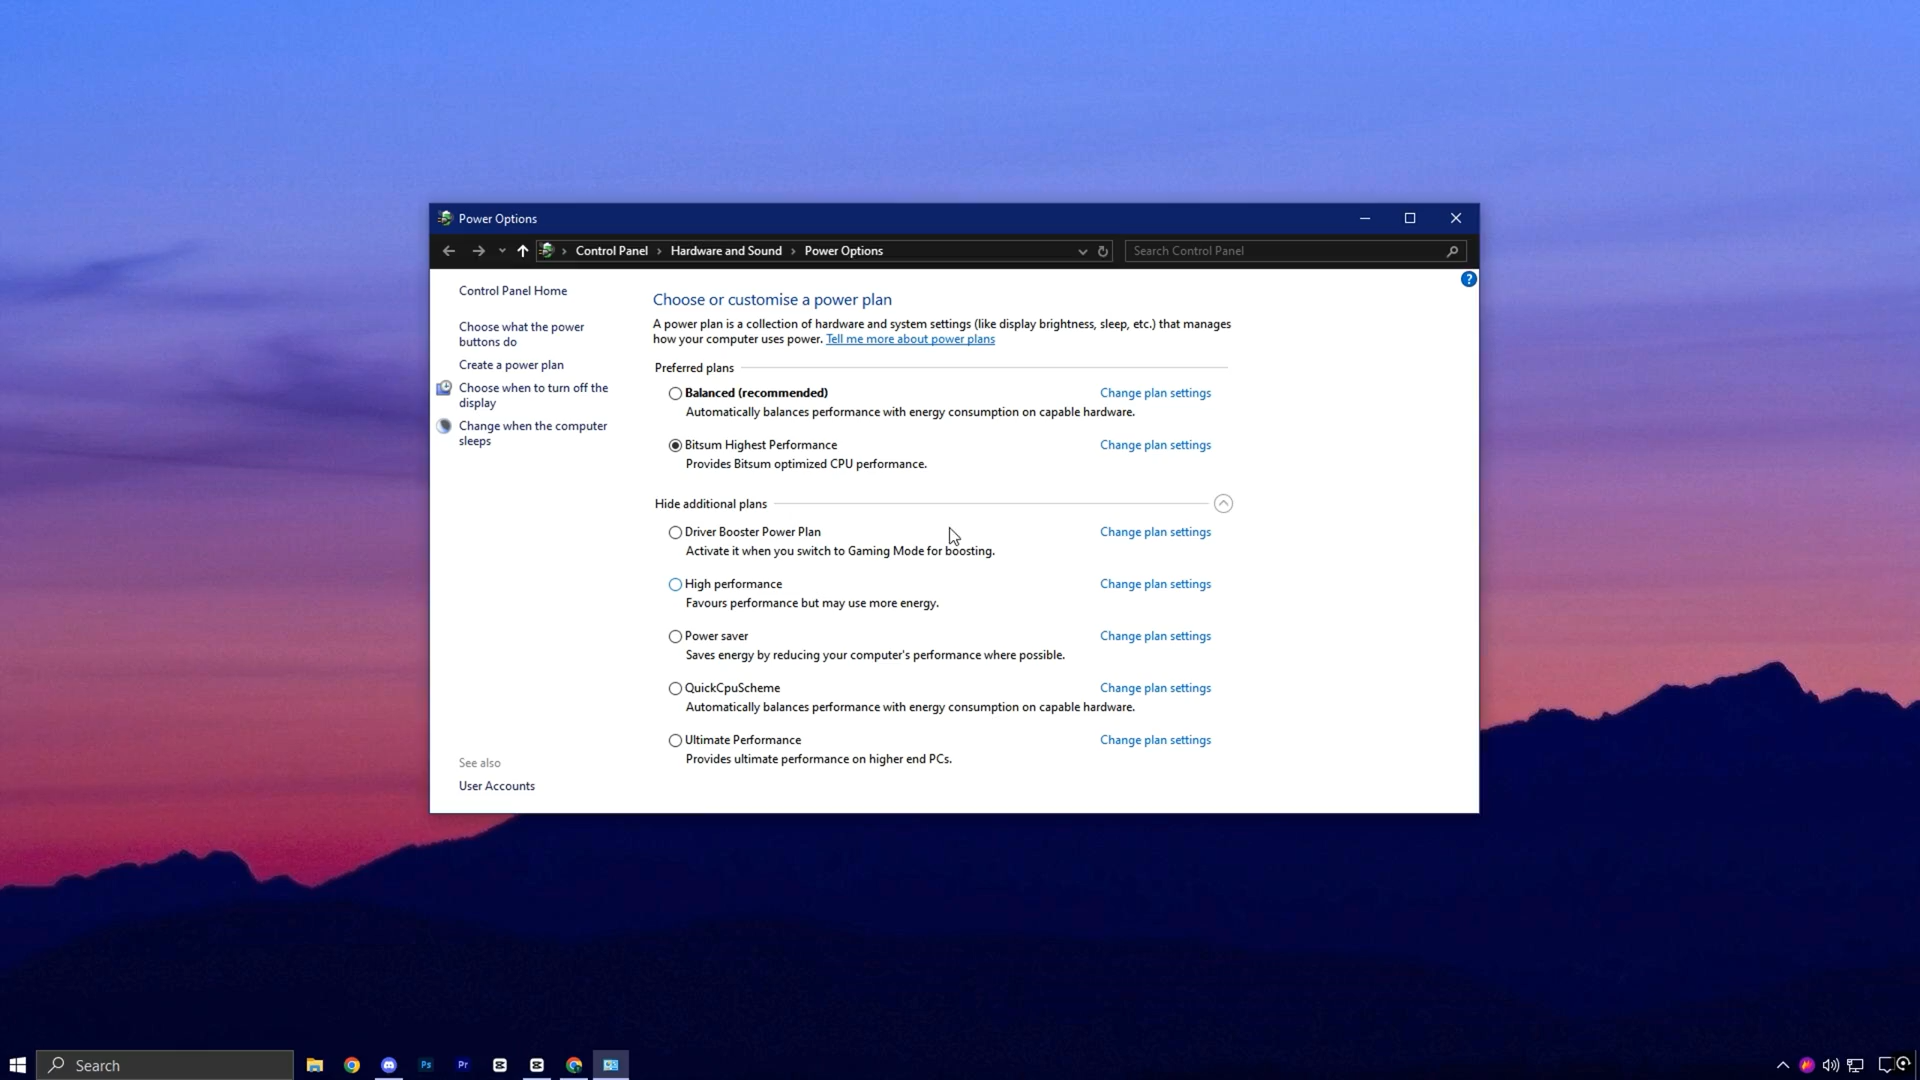 Power Options
Control Panel
Hardware and Sound
Power Options
Search Control Panel
?
Control Panel Home
Choose what the power
buttons do
Create a power plan
Choose when to turn off the
display
Change when the computer
sleeps
See also
User Accounts
Choose or customise a power plan
A power plan is a collection of hardware and system settings (like display brightness, sleep, etc.) that manages
how your computer uses power. Tell me more about power plans
Preferred plans
Balanced (recommended) Change plan settings
Automatically balances performance with energy consumption on capable hardware.
Bitsum Highest Performance Change plan settings
Provides Bitsum optimized CPU performance.
Hide additional plans
Driver Booster Power Plan Change plan settings
Activate it when you switch to Gaming Mode for boosting.
High performance Change plan settings
Favours performance but may use more energy.
Power saver Change plan settings
Saves energy by reducing your computer's performance where possible.
QuickCpuScheme Change plan settings
Automatically balances performance with energy consumption on capable hardware.
Ultimate Performance Change plan settings
Provides ultimate performance on higher end PCs.
Search
Ps
Pr